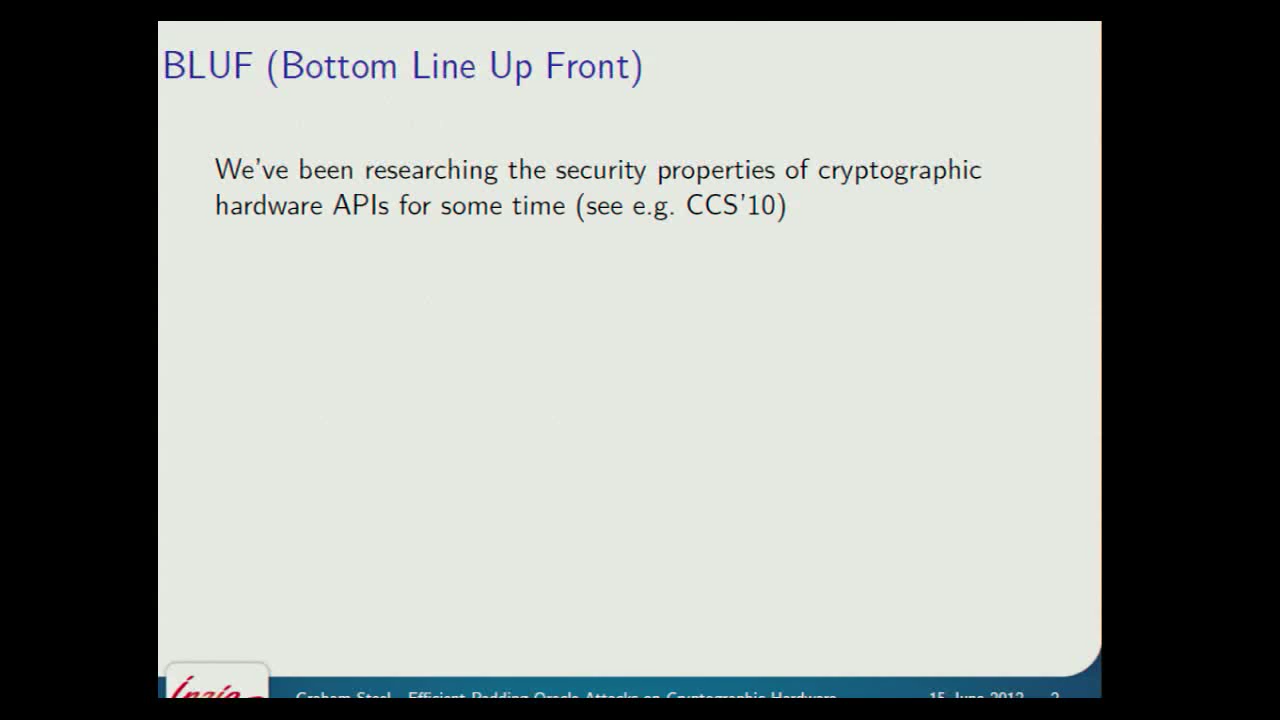 BLUF (Bottom Line Up Front)
We've been researching the security properties of cryptographic
hardware APIs for some time (see e.g. CCS'10)
Inria
Graham Steel - Efficient Padding Oracle Attacks on Cryptographic Hardware
15 June 2012
2